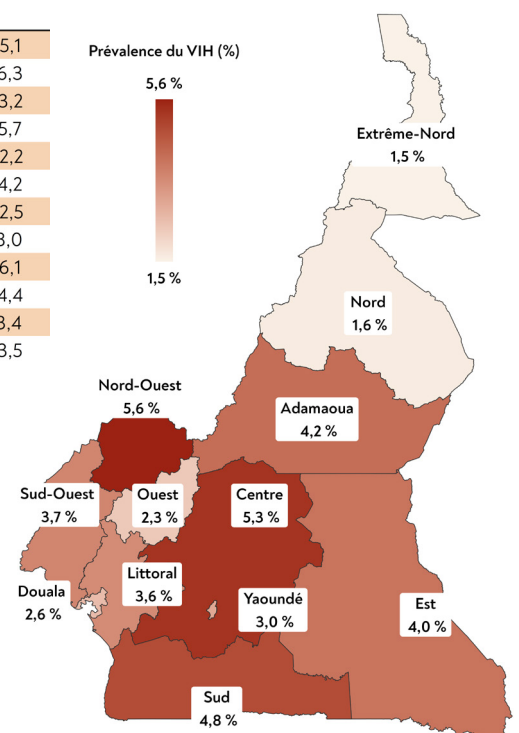 5,1
6,3
3,2
5,7
2,2
4,2
2,5
3,0
6,1
4,4
3,4
3,5
Prévalence du VIH (%)
5,6 %
1,5 %
Extrême-Nord
1,5 %
Nord
1,6 %
Nord-Ouest
5,6 %
Adamaoua
4,2 %
Sud-Ouest
3,7 %
Ouest
2,3 %
Centre
5,3 %
Douala
2,6 %
Littoral
3,6 %
Yaoundé
3,0 %
Est
4,0 %
Sud
4,8 %